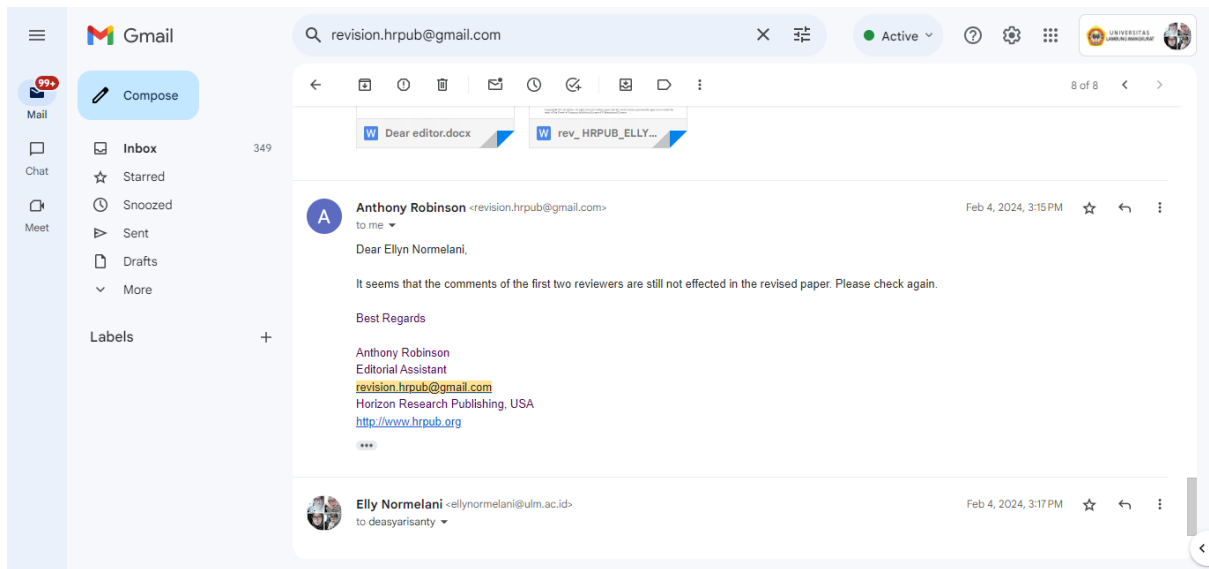 Gmail
revision.hrpub@gmail.com
Active
UNIVERSITAS
LAMBUNG MANGKURAT
99+
Mail
Chat
Meet
Compose
Inbox 349
Starred
Snoozed
Sent
Drafts
More
Labels
8 of 8
W Dear editor.docx
W rev_ HRPUB_ELLY...
A
Anthony Robinson <revision.hrpub@gmail.com>
Feb 4, 2024, 3:15 PM
to me
Dear Ellyn Normelani,
It seems that the comments of the first two reviewers are still not effected in the revised paper. Please check again.
Best Regards
Anthony Robinson
Editorial Assistant
revision.hrpub@gmail.com
Horizon Research Publishing, USA
http://www.hrpub.org
Elly Normelani <ellynormelani@ulm.ac.id>
Feb 4, 2024, 3:17 PM
to deasyarisanty